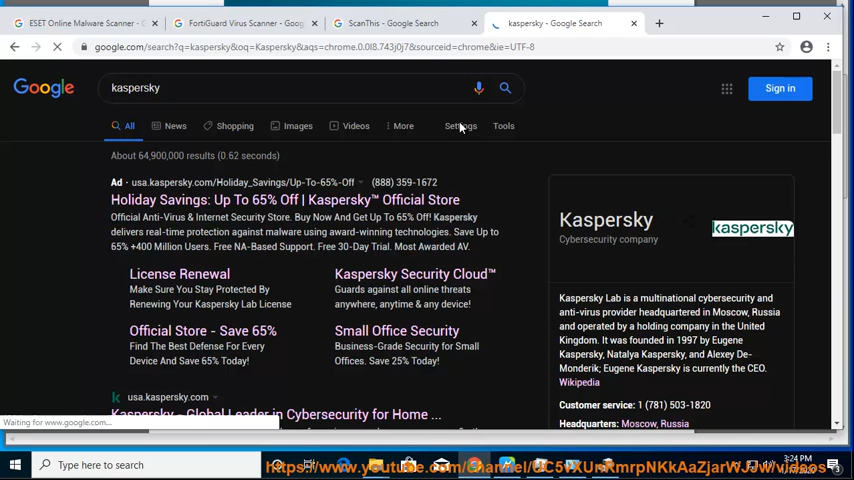 ESET Online Malware Scanner - G
FortiGuard Virus Scanner - Goog
ScanThis - Google Search
kaspersky - Google Search
google.com/search?q=kaspersky&oq=Kaspersky&aqs=chrome.0.0l8.743j0j7&sourceid=chrome&ie=UTF-8
Google
kaspersky
Sign in
All
News
Shopping
Images
Videos
More
Settings
Tools
About 64,900,000 results (0.62 seconds)
Ad · usa.kaspersky.com/Holiday_Savings/Up-To-65%-Off
(888) 359-1672
Holiday Savings: Up To 65% Off | Kaspersky™ Official Store
Official Anti-Virus & Internet Security Store. Buy Now And Get Up To 65% Off! Kaspersky
delivers real-time protection against malware using award-winning technologies. Save Up to
65% +400 Million Users. Free NA-Based Support. Free 30-Day Trial. Most Awarded AV.
License Renewal
Make Sure You Stay Protected By
Renewing Your Kaspersky Lab License
Kaspersky Security Cloud™
Guards against all online threats
anywhere, anytime & any device!
Official Store - Save 65%
Find The Best Defense For Every
Device And Save 65% Today!
Small Office Security
Business-Grade Security for Small
Offices. Save 25% Today!
usa.kaspersky.com
Kaspersky - Global Leader in Cybersecurity for Home ...
Kaspersky
Cybersecurity company
kaspersky
Kaspersky Lab is a multinational cybersecurity and
anti-virus provider headquartered in Moscow, Russia
and operated by a holding company in the United
Kingdom. It was founded in 1997 by Eugene
Kaspersky, Natalya Kaspersky, and Alexey De-
Monderik; Eugene Kaspersky is currently the CEO.
Wikipedia
Customer service: 1 (781) 503-1820
Headquarters: Moscow, Russia
Waiting for www.google.com...
Type here to search
3:24 PM
3